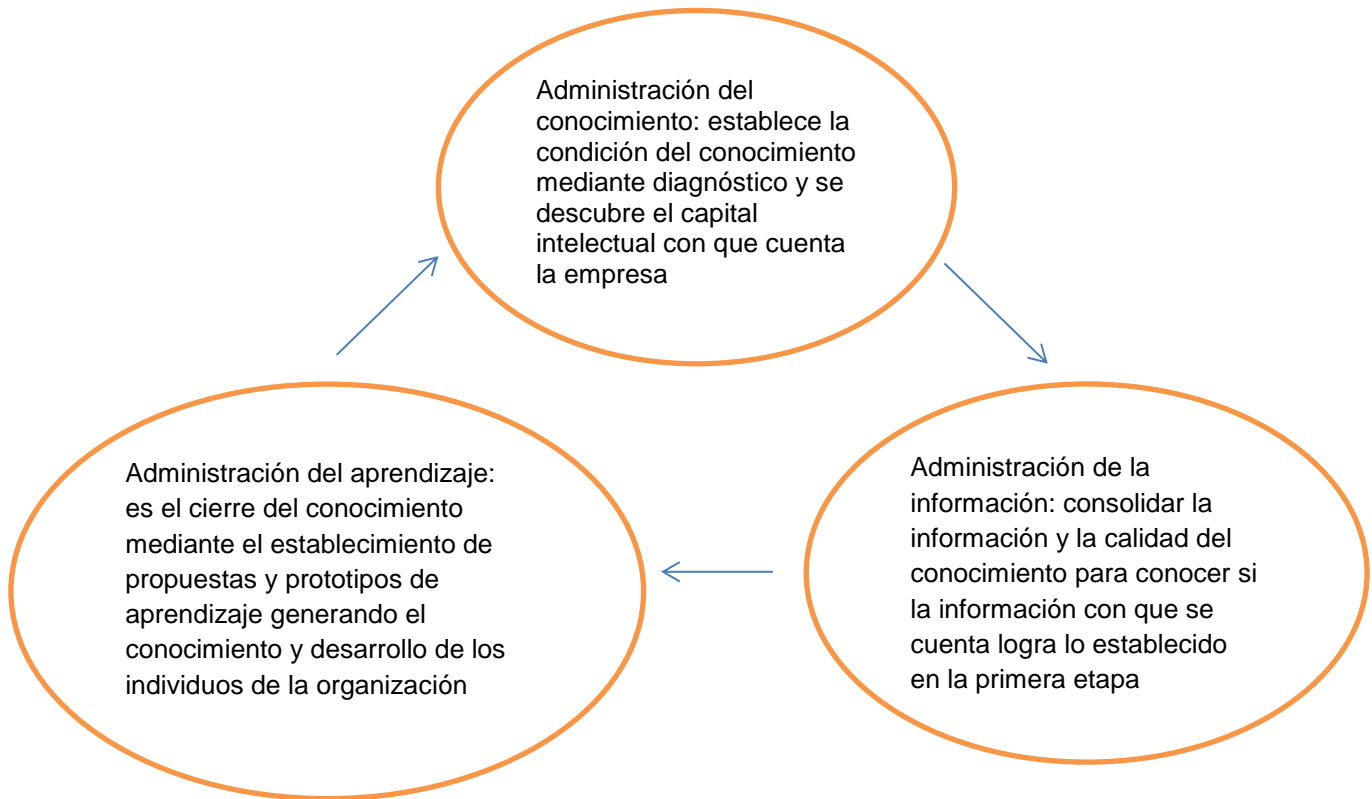 Administración del
conocimiento: establece la
condición del conocimiento
mediante diagnóstico y se
descubre el capital
intelectual con que cuenta
la empresa
Administración del aprendizaje:
es el cierre del conocimiento
mediante el establecimiento de
propuestas y prototipos de
aprendizaje generando el
conocimiento y desarrollo de los
individuos de la organización
Administración de la
información: consolidar la
información y la calidad del
conocimiento para conocer si
la información con que se
cuenta logra lo establecido
en la primera etapa